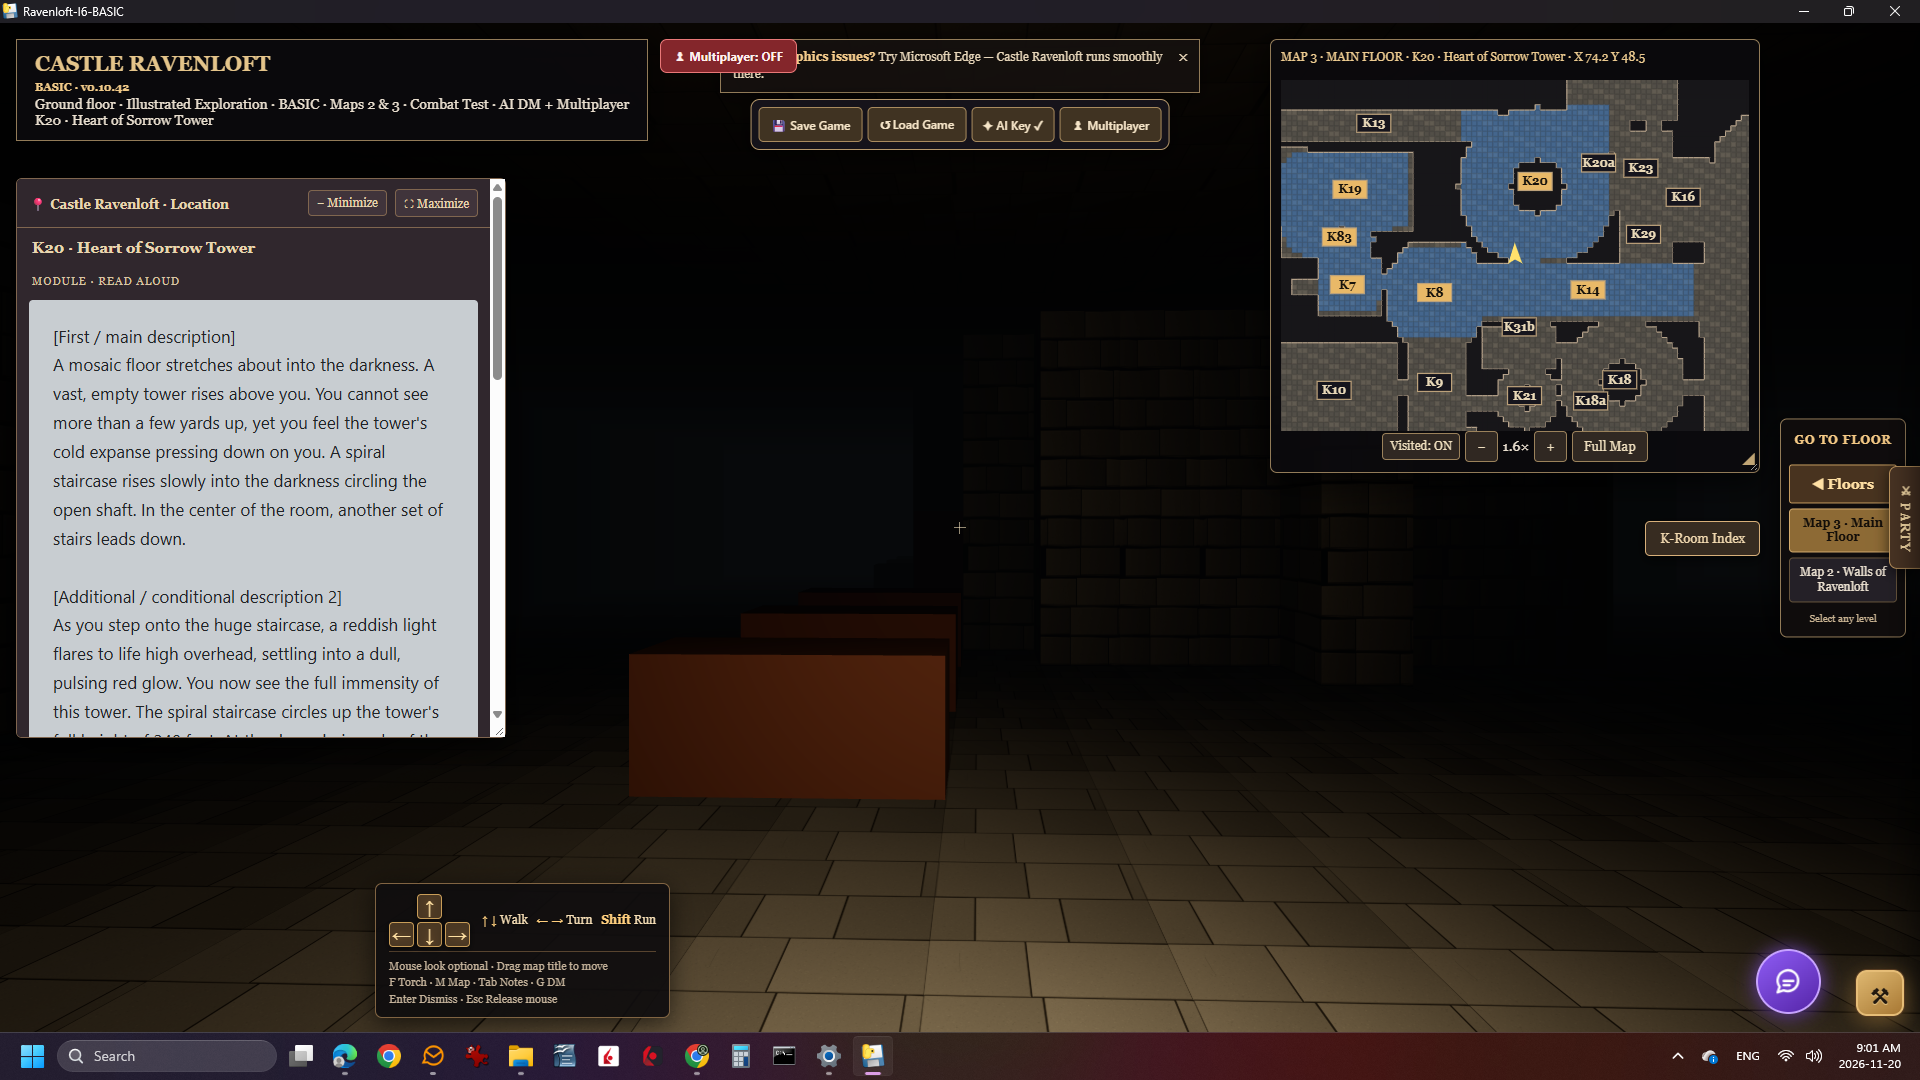 Ravenloft-I6-BASIC
CASTLE RAVENLOFT
BASIC · v0.10.42
Ground floor · Illustrated Exploration · BASIC · Maps 2 & 3 · Combat Test · AI DM + Multiplayer
K20 · Heart of Sorrow Tower
Multiplayer: OFF
phics issues? Try Microsoft Edge — Castle Ravenloft runs smoothly
there.
Save Game
Load Game
AI Key
Multiplayer
MAP 3 · MAIN FLOOR · K20 · Heart of Sorrow Tower · X 74.2 Y 48.5
K13
K20a
K23
K20
K19
K16
K83
K29
K7
K8
K14
K31b
K10
K9
K21
K18
K18a
Visited: ON
−
1.6×
+
Full Map
Castle Ravenloft · Location
– Minimize
Maximize
K20 · Heart of Sorrow Tower
MODULE · READ ALOUD
[First / main description]
A mosaic floor stretches about into the darkness. A
vast, empty tower rises above you. You cannot see
more than a few yards up, yet you feel the tower's
cold expanse pressing down on you. A spiral
staircase rises slowly into the darkness circling the
open shaft. In the center of the room, another set of
stairs leads down.
[Additional / conditional description 2]
As you step onto the huge staircase, a reddish light
flares to life high overhead, settling into a dull,
pulsing red glow. You now see the full immensity of
this tower. The spiral staircase circles up the tower's
GO TO FLOOR
◀ Floors
Map 3 · Main
Floor
Map 2 · Walls of
Ravenloft
Select any level
PARTY
K-Room Index
↑
← ↓ →
↑↓ Walk ←→ Turn Shift Run
Mouse look optional · Drag map title to move
F Torch · M Map · Tab Notes · G DM
Enter Dismiss · Esc Release mouse
Search
ENG
9:01 AM
2026-11-20